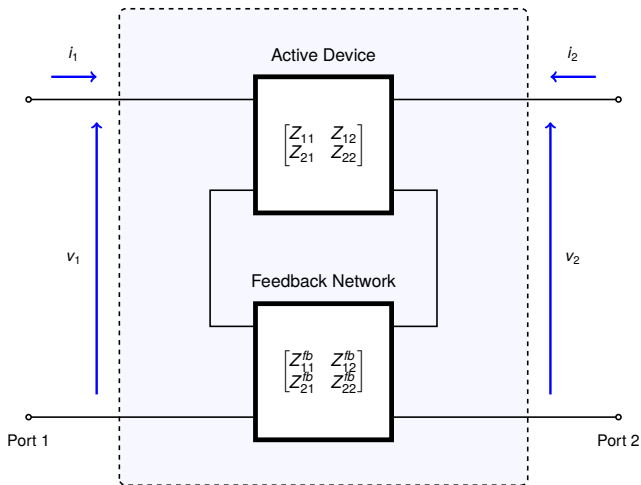 i₁ i₂
Active Device
[Z₁₁ Z₁₂
Z₂₁ Z₂₂]
v₁ v₂
Feedback Network
[Z₁₁ᶠᵇ Z₁₂ᶠᵇ
Z₂₁ᶠᵇ Z₂₂ᶠᵇ]
Port 1 Port 2